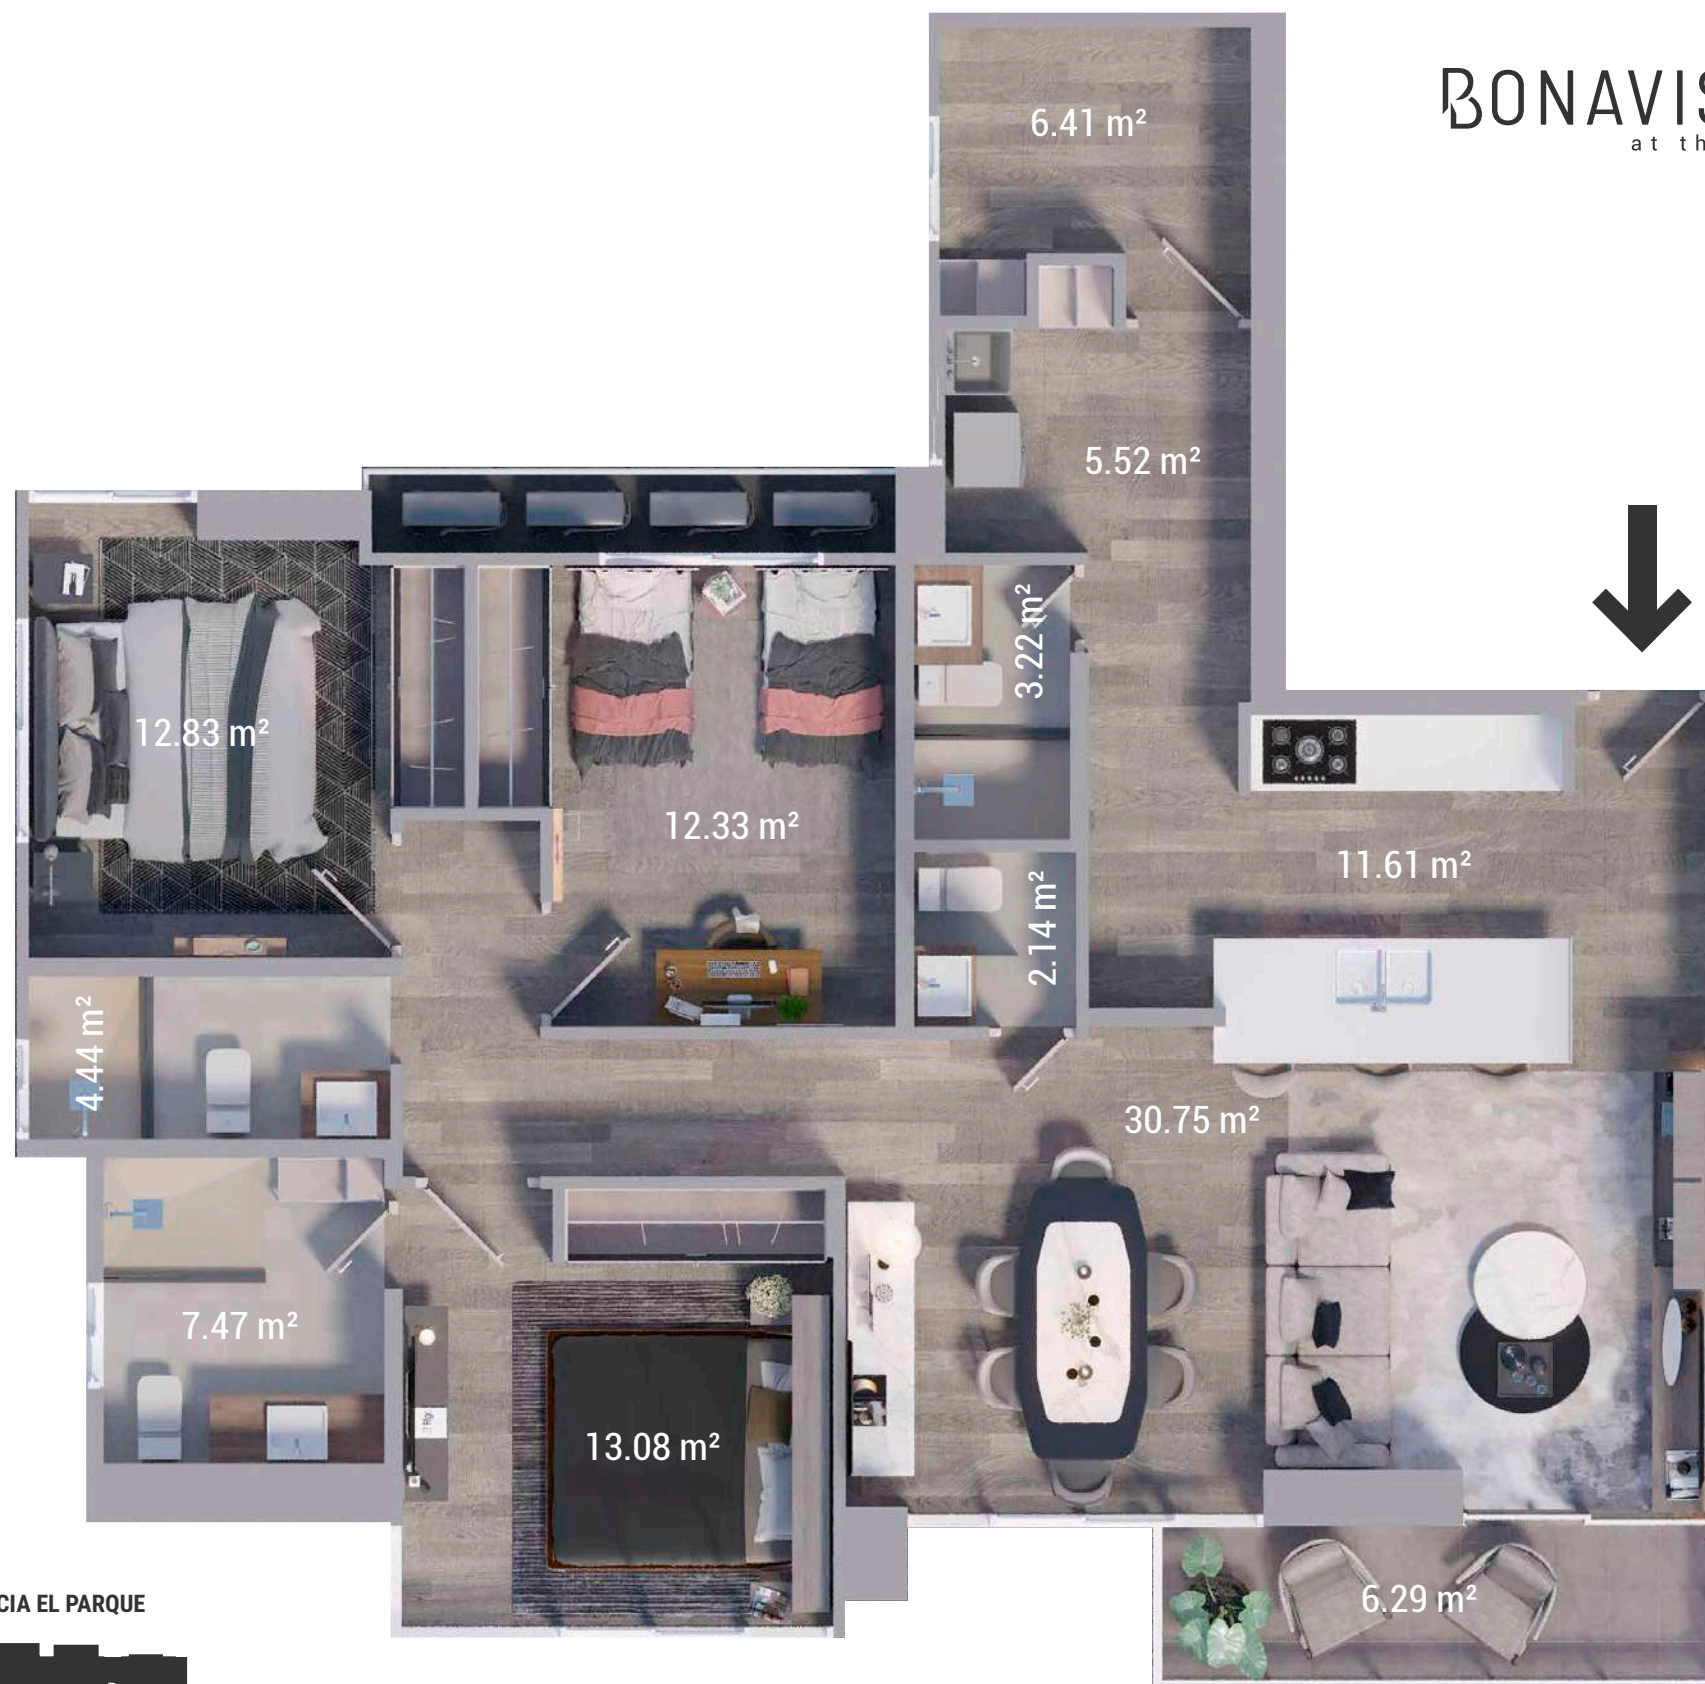 6.41 m²
BONAVIS
at th
5.52 m²
3.22 m²
12.83 m²
12.33 m²
11.61 m²
2.14 m²
4.44 m²
30.75 m²
7.47 m²
13.08 m²
CIA EL PARQUE
6.29 m²